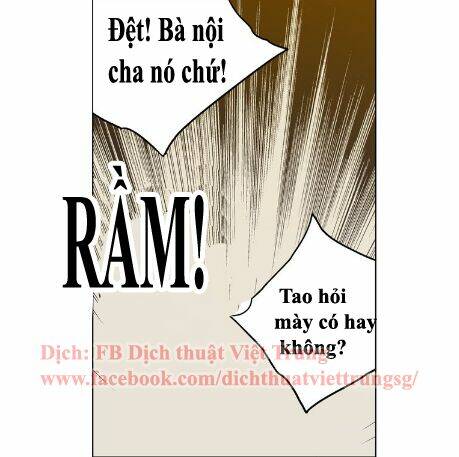 Đệt! Bà nội
cha nó chứ!
RẦM!
Tao hỏi
mày có hay
không?
Dịch: FB Dịch thuật Việt Trung
www.facebook.com/dichthuatviettrungsg/